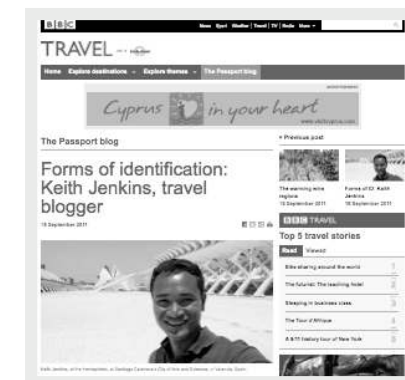 BBC
News Sport Weather Travel TV Radio More
TRAVEL
Home Explore destinations Explore themes The Passport blog
Cyprus in your heart
www.visitcyprus.com
The Passport blog
« Previous post
Forms of identification:
Keith Jenkins, travel
blogger
15 September 2011
The warming wine
regions
Forms of ID: Keith
Jenkins
15 September 2011
BBC TRAVEL
Top 5 travel stories
Read Viewed
Bike sharing around the world 1
The futurist: The teaching hotel 2
Sleeping in business class 3
The Tour d'Afrique 4
A 9/11 history tour of New York 5